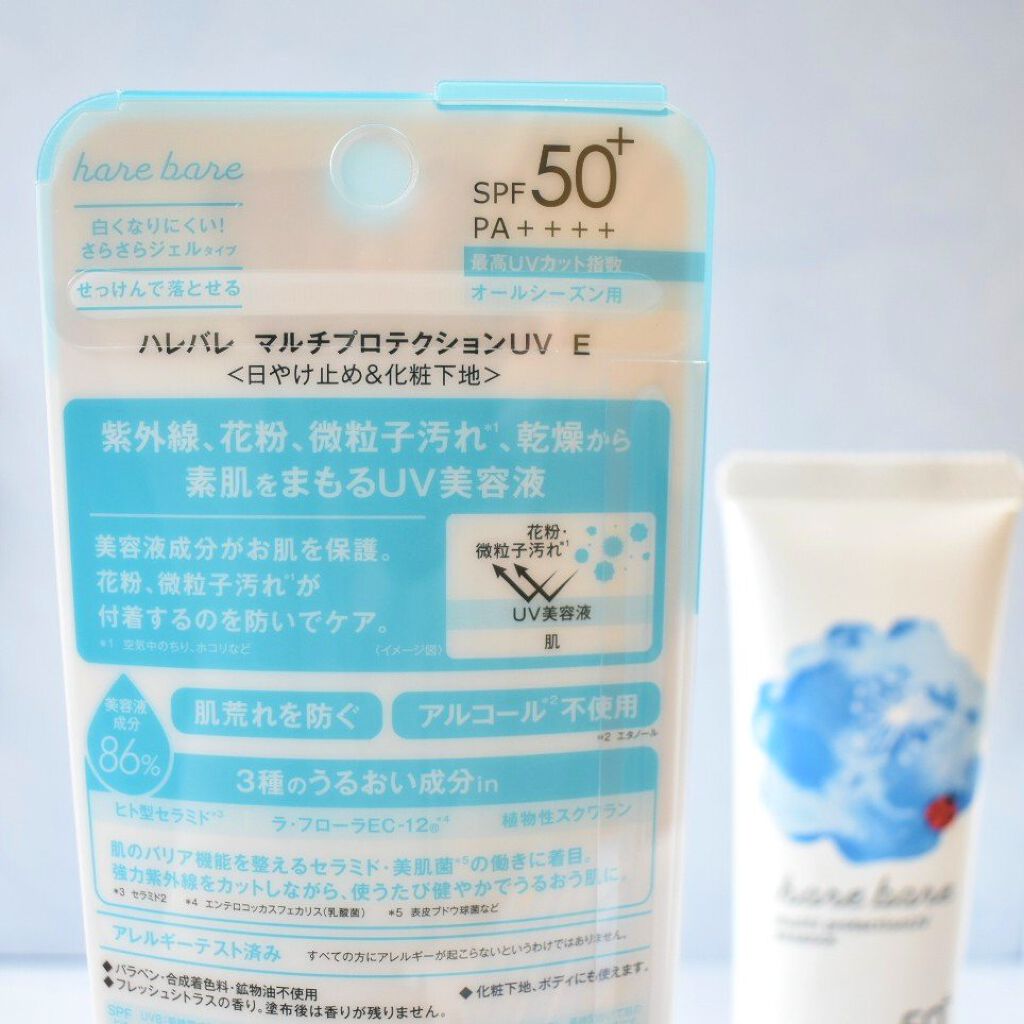 hare bare
白くなりにくい!
さらさらジェルタイプ
せっけんで落とせる
SPF50+
PA++++
最高UVカット指数
オールシーズン用
ハレバレ マルチプロテクションUV E
<日やけ止め&化粧下地>
紫外線、花粉、微粒子汚れ*1、乾燥から
素肌をまもるUV美容液
美容液成分がお肌を保護。
花粉、微粒子汚れ*1が
付着するのを防いでケア。
*1 空気中のちり、ホコリなど
(イメージ図)
花粉・
微粒子汚れ*1
UV美容液
肌
美容液
成分
86%
肌荒れを防ぐ
アルコール*2不使用
*2 エタノール
3種のうるおい成分in
ヒト型セラミド*3 ラ・フローラEC-12®*4 植物性スクワラン
肌のバリア機能を整えるセラミド・美肌菌*5の働きに着目。
強力紫外線をカットしながら、使うたび健やかでうるおう肌に。
*3 セラミド2 *4 エンテロコッカスフェカリス(乳酸菌) *5 表皮ブドウ球菌など
アレルギーテスト済み すべての方にアレルギーが起こらないというわけではありません。
◆パラベン・合成着色料・鉱物油不使用
◆化粧下地、ボディにも使えます。
◆フレッシュシトラスの香り。塗布後は香りが残りません。
hare bare
50+